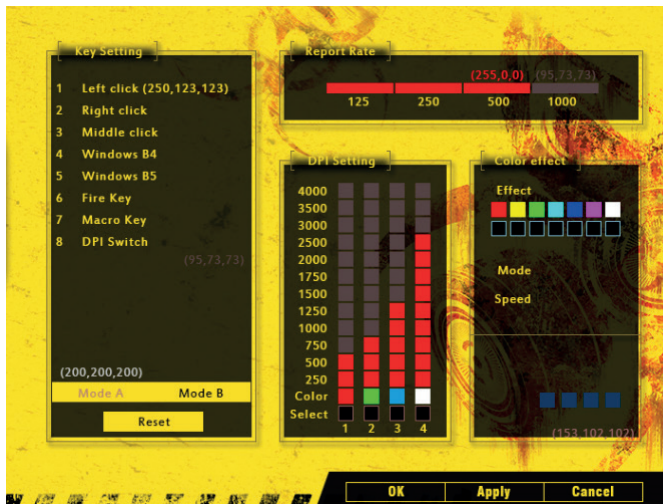 Key Setting
1 Left click (250,123,123)
2 Right click
3 Middle click
4 Windows B4
5 Windows B5
6 Fire Key
7 Macro Key
8 DPI Switch
(95,73,73)
(200,200,200)
Mode A Mode B
Reset
Report Rate
(255,0,0) (95,73,73)
125 250 500 1000
DPI Setting
4000
3500
3000
2500
2000
1750
1500
1250
1000
750
500
250
Color
Select
1 2 3 4
Color effect
Effect
Mode
Speed
(153,102,102)
OK Apply Cancel